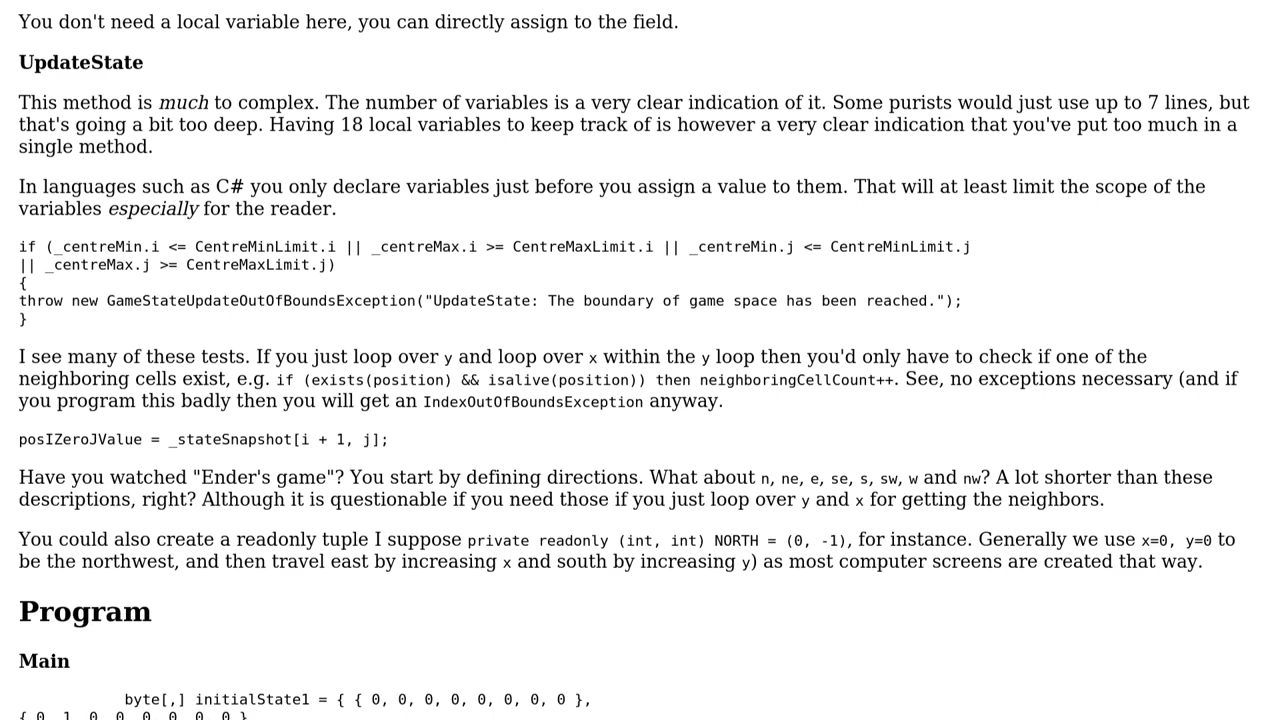 You don't need a local variable here, you can directly assign to the field.
UpdateState
This method is much to complex. The number of variables is a very clear indication of it. Some purists would just use up to 7 lines, but
that's going a bit too deep. Having 18 local variables to keep track of is however a very clear indication that you've put too much in a
single method.
In languages such as C# you only declare variables just before you assign a value to them. That will at least limit the scope of the
variables especially for the reader.
if (_centreMin.i <= CentreMinLimit.i || _centreMax.i >= CentreMaxLimit.i || _centreMin.j <= CentreMinLimit.j
|| _centreMax.j >= CentreMaxLimit.j)
{
throw new GameStateUpdateOutOfBoundsException("UpdateState: The boundary of game space has been reached.");
}
I see many of these tests. If you just loop over y and loop over x within the y loop then you'd only have to check if one of the
neighboring cells exist, e.g. if (exists(position) && isalive(position)) then neighboringCellCount++. See, no exceptions necessary (and if
you program this badly then you will get an IndexOutOfBoundsException anyway.
posIZeroJValue = _stateSnapshot[i + 1, j];
Have you watched "Ender's game"? You start by defining directions. What about n, ne, e, se, s, sw, w and nw? A lot shorter than these
descriptions, right? Although it is questionable if you need those if you just loop over y and x for getting the neighbors.
You could also create a readonly tuple I suppose private readonly (int, int) NORTH = (0, -1), for instance. Generally we use x=0, y=0 to
be the northwest, and then travel east by increasing x and south by increasing y) as most computer screens are created that way.
Program
Main
byte[,] initialState1 = { { 0, 0, 0, 0, 0, 0, 0, 0 },
{ 0, 1, 0, 0, 0, 0, 0, 0 },